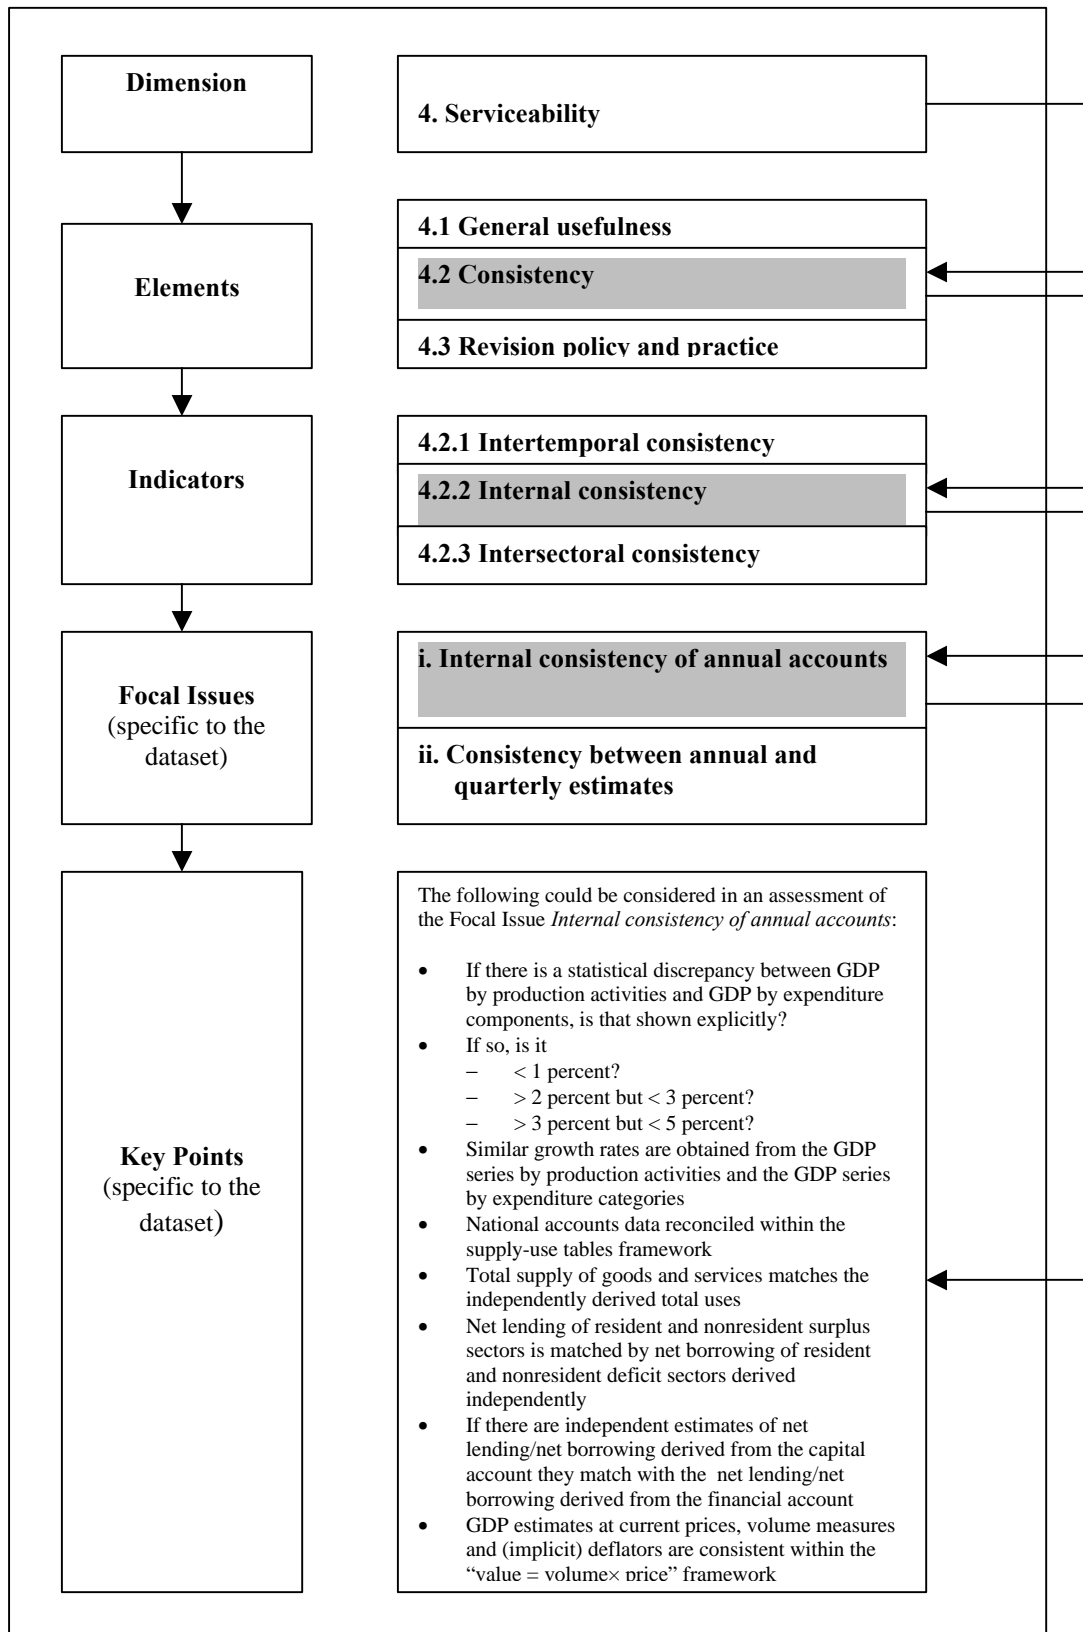 Dimension
4. Serviceability
Elements
4.1 General usefulness
4.2 Consistency
4.3 Revision policy and practice
Indicators
4.2.1 Intertemporal consistency
4.2.2 Internal consistency
4.2.3 Intersectoral consistency
Focal Issues
(specific to the
dataset)
i. Internal consistency of annual accounts
ii. Consistency between annual and
quarterly estimates
Key Points
(specific to the
dataset)
The following could be considered in an assessment of
the Focal Issue Internal consistency of annual accounts:
• If there is a statistical discrepancy between GDP
by production activities and GDP by expenditure
components, is that shown explicitly?
• If so, is it
– < 1 percent?
– > 2 percent but < 3 percent?
– > 3 percent but < 5 percent?
• Similar growth rates are obtained from the GDP
series by production activities and the GDP series
by expenditure categories
• National accounts data reconciled within the
supply-use tables framework
• Total supply of goods and services matches the
independently derived total uses
• Net lending of resident and nonresident surplus
sectors is matched by net borrowing of resident
and nonresident deficit sectors derived
independently
• If there are independent estimates of net
lending/net borrowing derived from the capital
account they match with the net lending/net
borrowing derived from the financial account
• GDP estimates at current prices, volume measures
and (implicit) deflators are consistent within the
“value = volume× price” framework